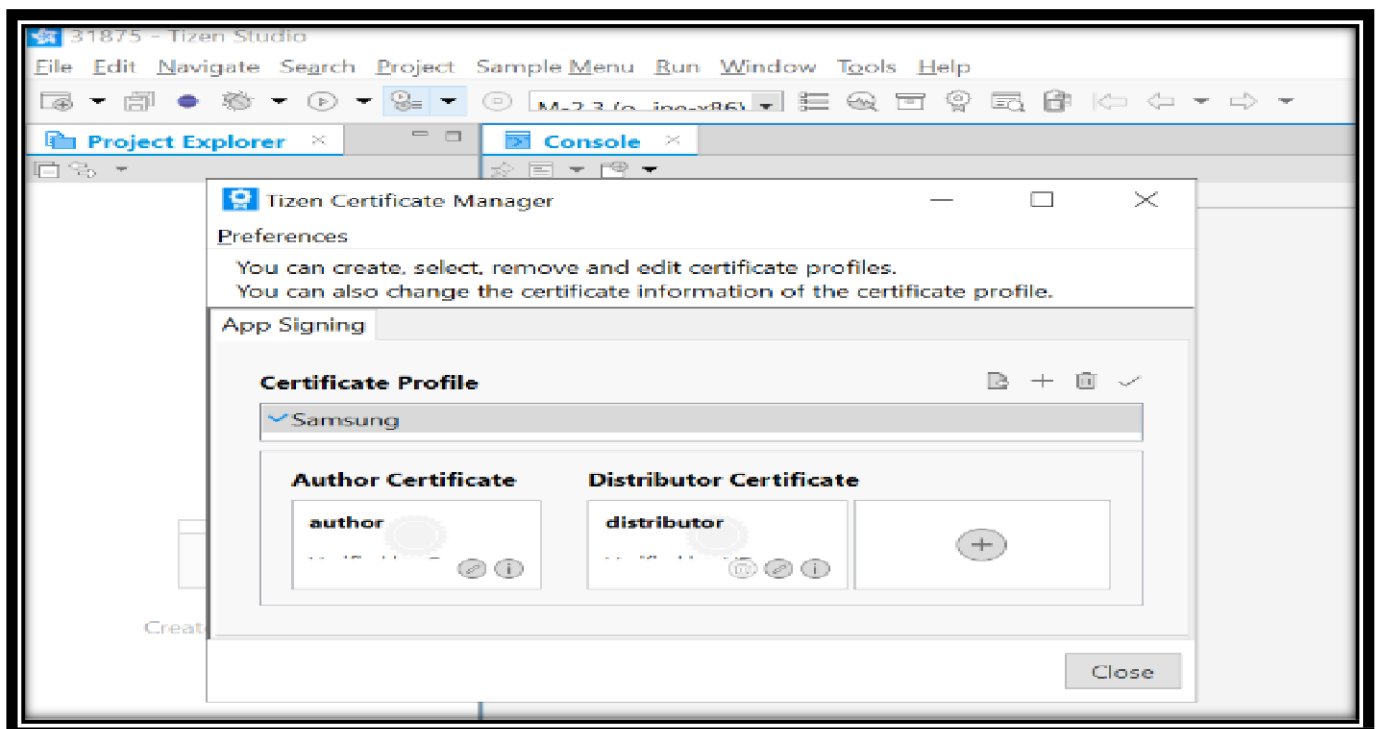 31875 - Tizen Studio
File Edit Navigate Search Project Sample Menu Run Window Tools Help
Project Explorer
Console
Tizen Certificate Manager
Preferences
You can create, select, remove and edit certificate profiles.
You can also change the certificate information of the certificate profile.
App Signing
Certificate Profile
Samsung
Author Certificate Distributor Certificate
author distributor
Creat
Close